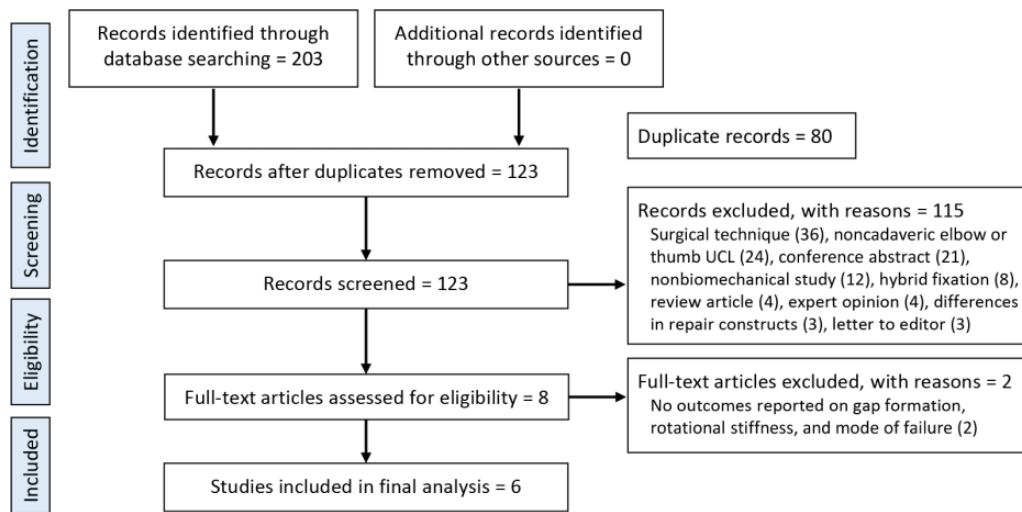 Identification
Records identified through
database searching = 203
Additional records identified
through other sources = 0
Duplicate records = 80
Records after duplicates removed = 123
Screening
Records screened = 123
Records excluded, with reasons = 115
Surgical technique (36), noncadaveric elbow or
thumb UCL (24), conference abstract (21),
nonbiomechanical study (12), hybrid fixation (8),
review article (4), expert opinion (4), differences
in repair constructs (3), letter to editor (3)
Eligibility
Full-text articles assessed for eligibility = 8
Full-text articles excluded, with reasons = 2
No outcomes reported on gap formation,
rotational stiffness, and mode of failure (2)
Included
Studies included in final analysis = 6